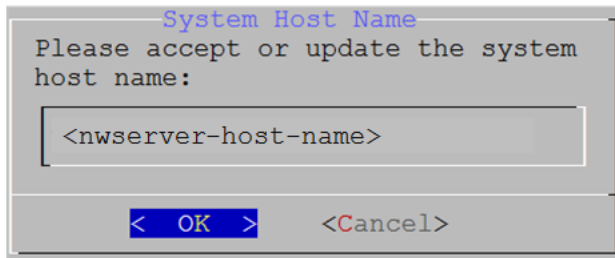 System Host Name
Please accept or update the system
host name:
<nwserver-host-name>
< OK > <Cancel>